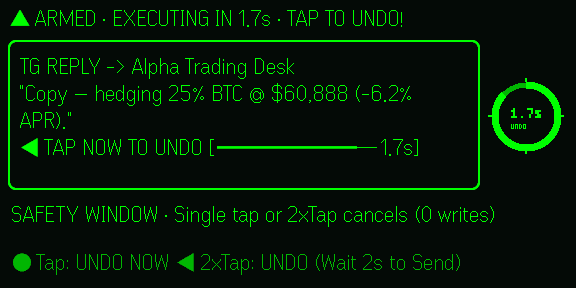 ▲ ARMED · EXECUTING IN 1.7s · TAP TO UNDO!
TG REPLY -> Alpha Trading Desk
"Copy — hedging 25% BTC @ $60,888 (-6.2%
APR)."
◀ TAP NOW TO UNDO [━━━━━━━━━━━━───1.7s]
1.7s
UNDO
SAFETY WINDOW · Single tap or 2xTap cancels (0 writes)
● Tap: UNDO NOW ◀ 2xTap: UNDO (Wait 2s to Send)